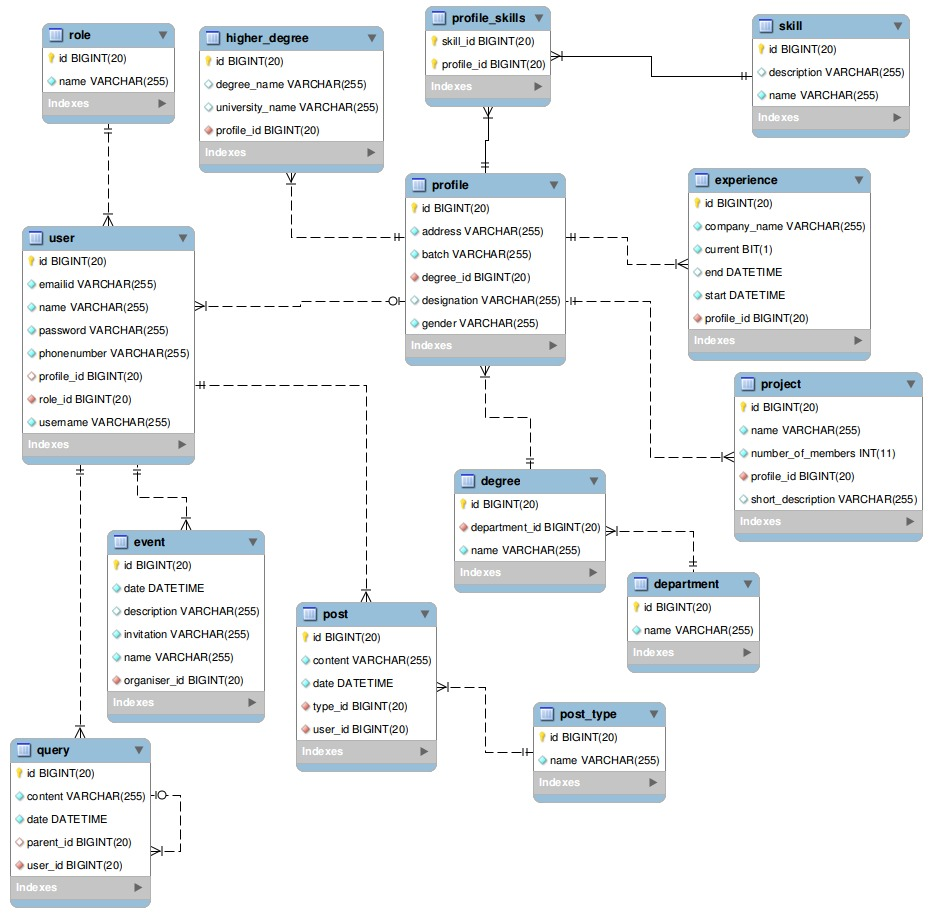 role
id BIGINT(20)
name VARCHAR(255)
Indexes
higher_degree
id BIGINT(20)
degree_name VARCHAR(255)
university_name VARCHAR(255)
profile_id BIGINT(20)
Indexes
profile_skills
skill_id BIGINT(20)
profile_id BIGINT(20)
Indexes
skill
id BIGINT(20)
description VARCHAR(255)
name VARCHAR(255)
Indexes
user
id BIGINT(20)
emailid VARCHAR(255)
name VARCHAR(255)
password VARCHAR(255)
phonenumber VARCHAR(255)
profile_id BIGINT(20)
role_id BIGINT(20)
username VARCHAR(255)
Indexes
profile
id BIGINT(20)
address VARCHAR(255)
batch VARCHAR(255)
degree_id BIGINT(20)
designation VARCHAR(255)
gender VARCHAR(255)
Indexes
experience
id BIGINT(20)
company_name VARCHAR(255)
current BIT(1)
end DATETIME
start DATETIME
profile_id BIGINT(20)
Indexes
project
id BIGINT(20)
name VARCHAR(255)
number_of_members INT(11)
profile_id BIGINT(20)
short_description VARCHAR(255)
Indexes
degree
id BIGINT(20)
department_id BIGINT(20)
name VARCHAR(255)
Indexes
event
id BIGINT(20)
date DATETIME
description VARCHAR(255)
invitation VARCHAR(255)
name VARCHAR(255)
organiser_id BIGINT(20)
Indexes
department
id BIGINT(20)
name VARCHAR(255)
Indexes
post
id BIGINT(20)
content VARCHAR(255)
date DATETIME
type_id BIGINT(20)
user_id BIGINT(20)
Indexes
post_type
id BIGINT(20)
name VARCHAR(255)
Indexes
query
id BIGINT(20)
content VARCHAR(255)
date DATETIME
parent_id BIGINT(20)
user_id BIGINT(20)
Indexes